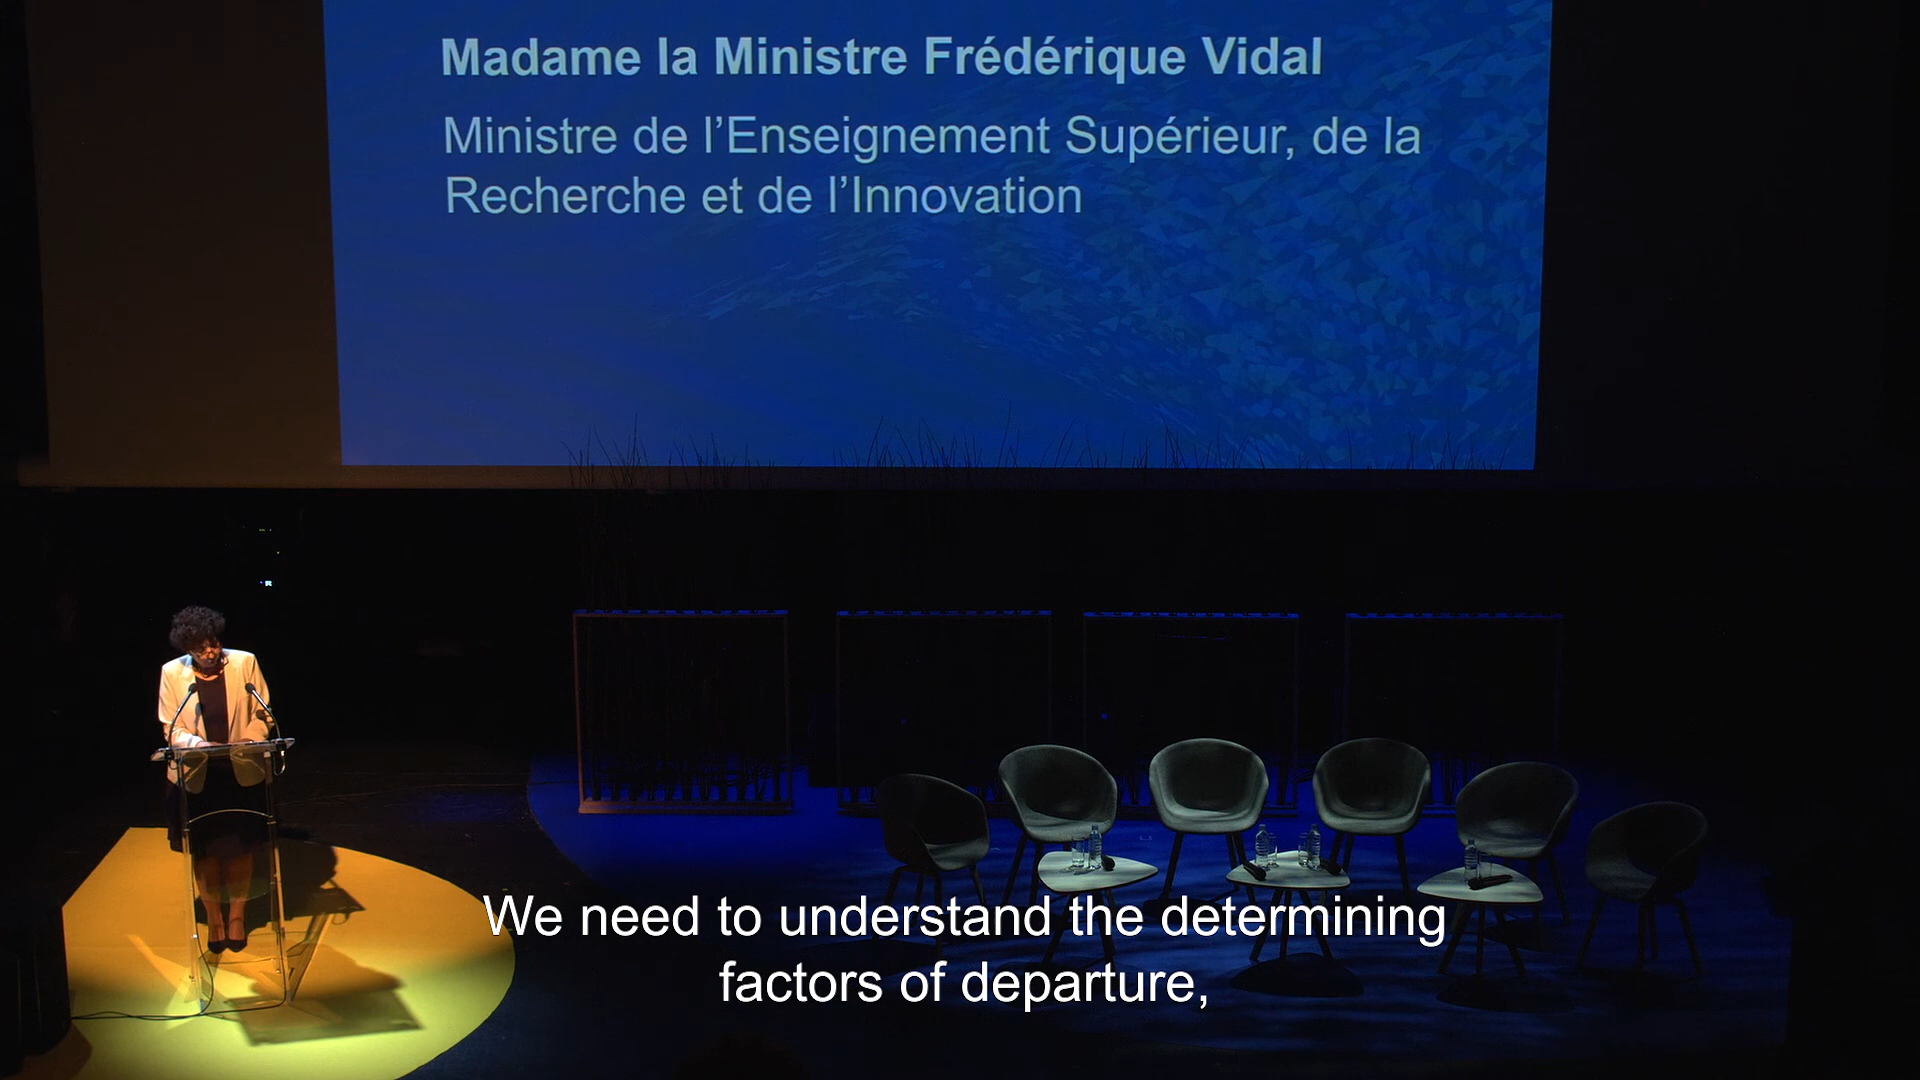 Madame la Ministre Frédérique Vidal
Ministre de l’Enseignement Supérieur, de la
Recherche et de l’Innovation
We need to understand the determining
factors of departure,